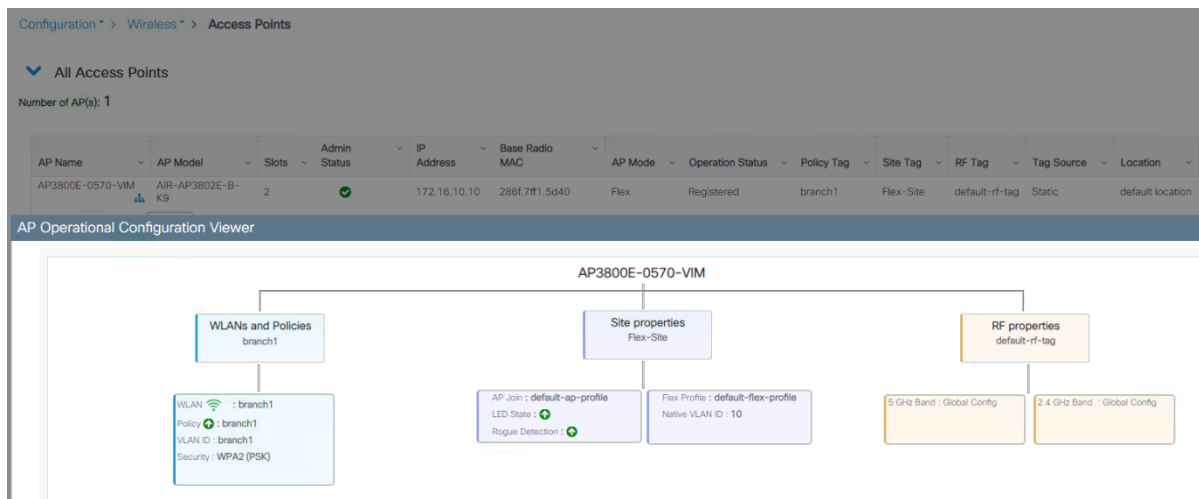 Configuration > Wireless > Access Points
All Access Points
Number of AP(s): 1
AP Name AP Model Slots Admin Status IP Address Base Radio MAC AP Mode Operation Status Policy Tag Site Tag RF Tag Tag Source Location
AP3800E-0570-VIM AIR-AP3802E-B-K9 2 172.16.10.10 286f.7ff1.5d40 Flex Registered branch1 Flex-Site default-rf-tag Static default location
AP Operational Configuration Viewer
AP3800E-0570-VIM
WLANs and Policies
branch1
Site properties
Flex-Site
RF properties
default-rf-tag
WLAN : branch1
Policy : branch1
VLAN ID : branch1
Security : WPA2 (PSK)
AP Join : default-ap-profile
LED State :
Rogue Detection :
Flex Profile : default-flex-profile
Native VLAN ID : 10
5 GHz Band : Global Config
2.4 GHz Band : Global Config